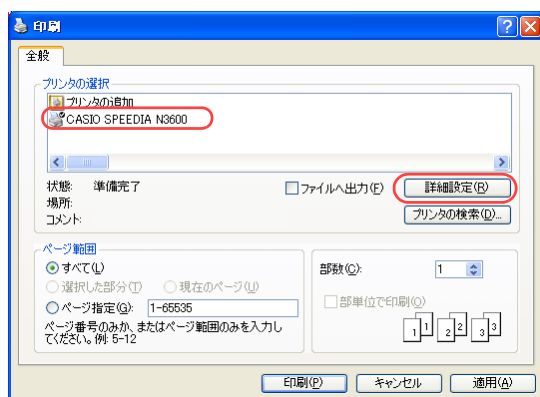 印刷
全般
プリンタの選択
プリンタの追加
CASIO SPEEDIA N3600
状態: 準備完了
場所:
コメント:
ファイルへ出力(F)
詳細設定(R)
プリンタの検索(D)...
ページ範囲
すべて(L)
選択した部分(T) 現在のページ(U)
ページ指定(G): 1-65535
ページ番号のみか、またはページ範囲のみを入力し
てください。例: 5-12
部数(C): 1
部単位で印刷(O)
1 1 2 2 3 3
印刷(P) キャンセル 適用(A)